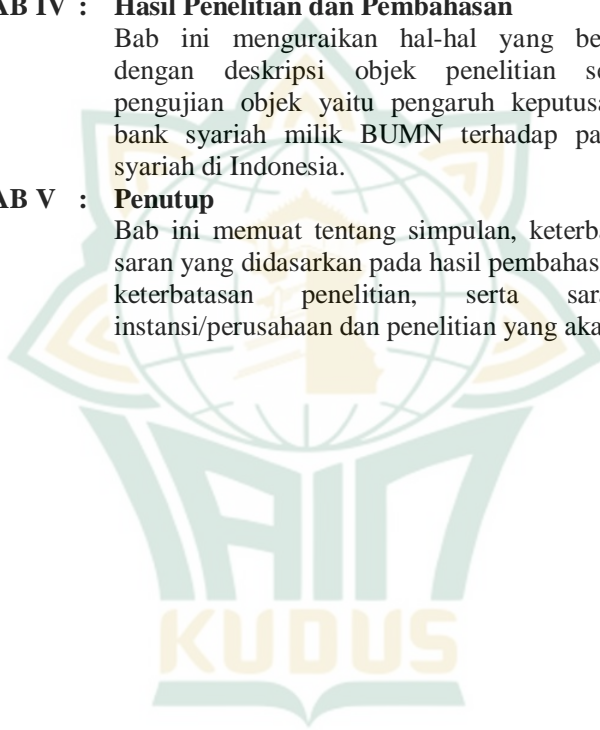 AB IV : Hasil Penelitian dan Pembahasan
Bab ini menguraikan hal-hal yang be
dengan deskripsi objek penelitian se
pengujian objek yaitu pengaruh keputus
bank syariah milik BUMN terhadap pa
syariah di Indonesia.
AB V : Penutup
Bab ini memuat tentang simpulan, keterb
saran yang didasarkan pada hasil pembahas
keterbatasan penelitian, serta sar
instansi/perusahaan dan penelitian yang aka
IAIN
KUDUS